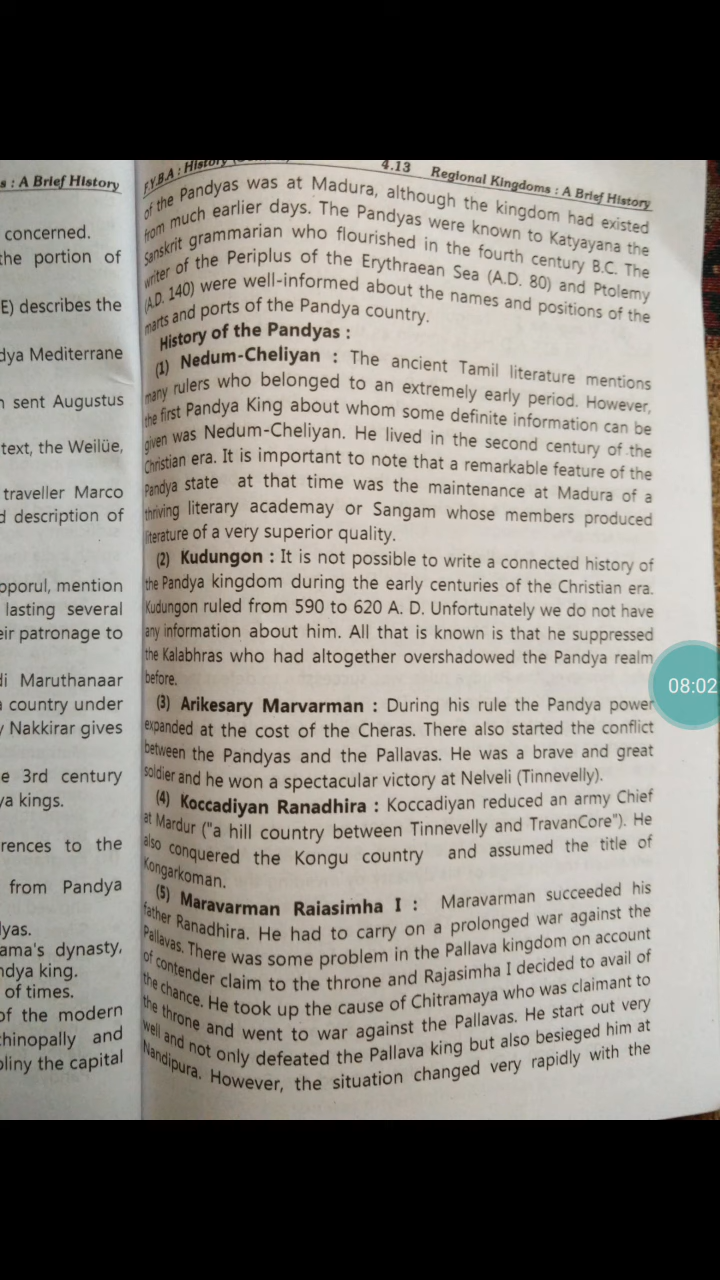 s : A Brief History
concerned.
the portion of
E) describes the
dya Mediterrane
n sent Augustus
text, the Weilüe,
traveller Marco
d description of
oporul, mention
lasting several
eir patronage to
di Maruthanaar
a country under
y Nakkirar gives
e 3rd century
ya kings.
rences to the
from Pandya
lyas.
ama's dynasty,
ndya king.
of times.
of the modern
chinopally and
pliny the capital
F.Y.B.A : History 4.13 Regional Kingdoms : A Brief History
of the Pandyas was at Madura, although the kingdom had existed
from much earlier days. The Pandyas were known to Katyayana the
Sanskrit grammarian who flourished in the fourth century B.C. The
writer of the Periplus of the Erythraean Sea (A.D. 80) and Ptolemy
(A.D. 140) were well-informed about the names and positions of the
marts and ports of the Pandya country.
History of the Pandyas :
(1) Nedum-Cheliyan : The ancient Tamil literature mentions
many rulers who belonged to an extremely early period. However,
the first Pandya King about whom some definite information can be
given was Nedum-Cheliyan. He lived in the second century of the
Christian era. It is important to note that a remarkable feature of the
Pandya state at that time was the maintenance at Madura of a
thriving literary academay or Sangam whose members produced
literature of a very superior quality.
(2) Kudungon : It is not possible to write a connected history of
the Pandya kingdom during the early centuries of the Christian era.
Kudungon ruled from 590 to 620 A. D. Unfortunately we do not have
any information about him. All that is known is that he suppressed
the Kalabhras who had altogether overshadowed the Pandya realm
before.
(3) Arikesary Marvarman : During his rule the Pandya power
expanded at the cost of the Cheras. There also started the conflict
between the Pandyas and the Pallavas. He was a brave and great
soldier and he won a spectacular victory at Nelveli (Tinnevelly).
(4) Koccadiyan Ranadhira : Koccadiyan reduced an army Chief
at Mardur ("a hill country between Tinnevelly and TravanCore"). He
also conquered the Kongu country and assumed the title of
Kongarkoman.
(5) Maravarman Raiasimha I : Maravarman succeeded his
father Ranadhira. He had to carry on a prolonged war against the
Pallavas. There was some problem in the Pallava kingdom on account
of contender claim to the throne and Rajasimha I decided to avail of
the chance. He took up the cause of Chitramaya who was claimant to
the throne and went to war against the Pallavas. He start out very
well and not only defeated the Pallava king but also besieged him at
Nandipura. However, the situation changed very rapidly with the
08:02